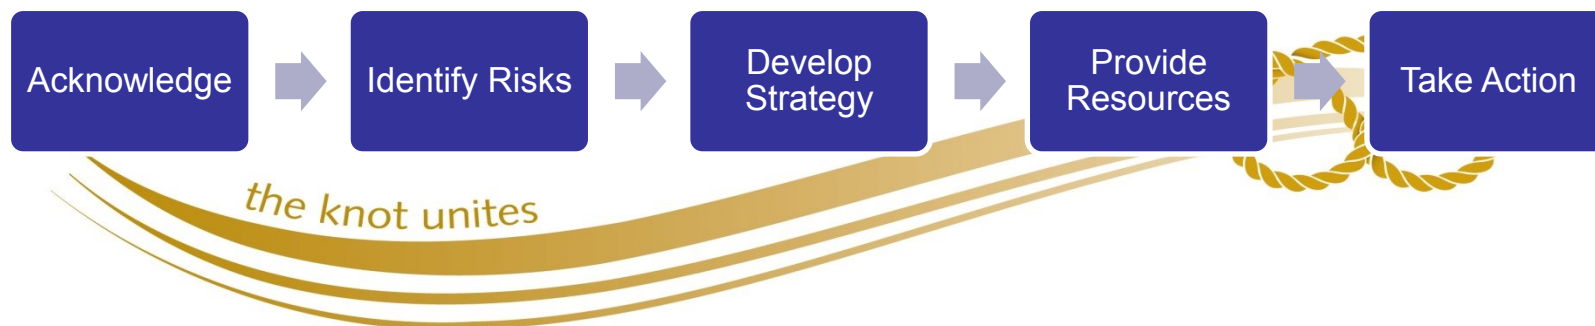 Acknowledge
Identify Risks
Develop
Strategy
Provide
Resources
Take Action
the knot unites